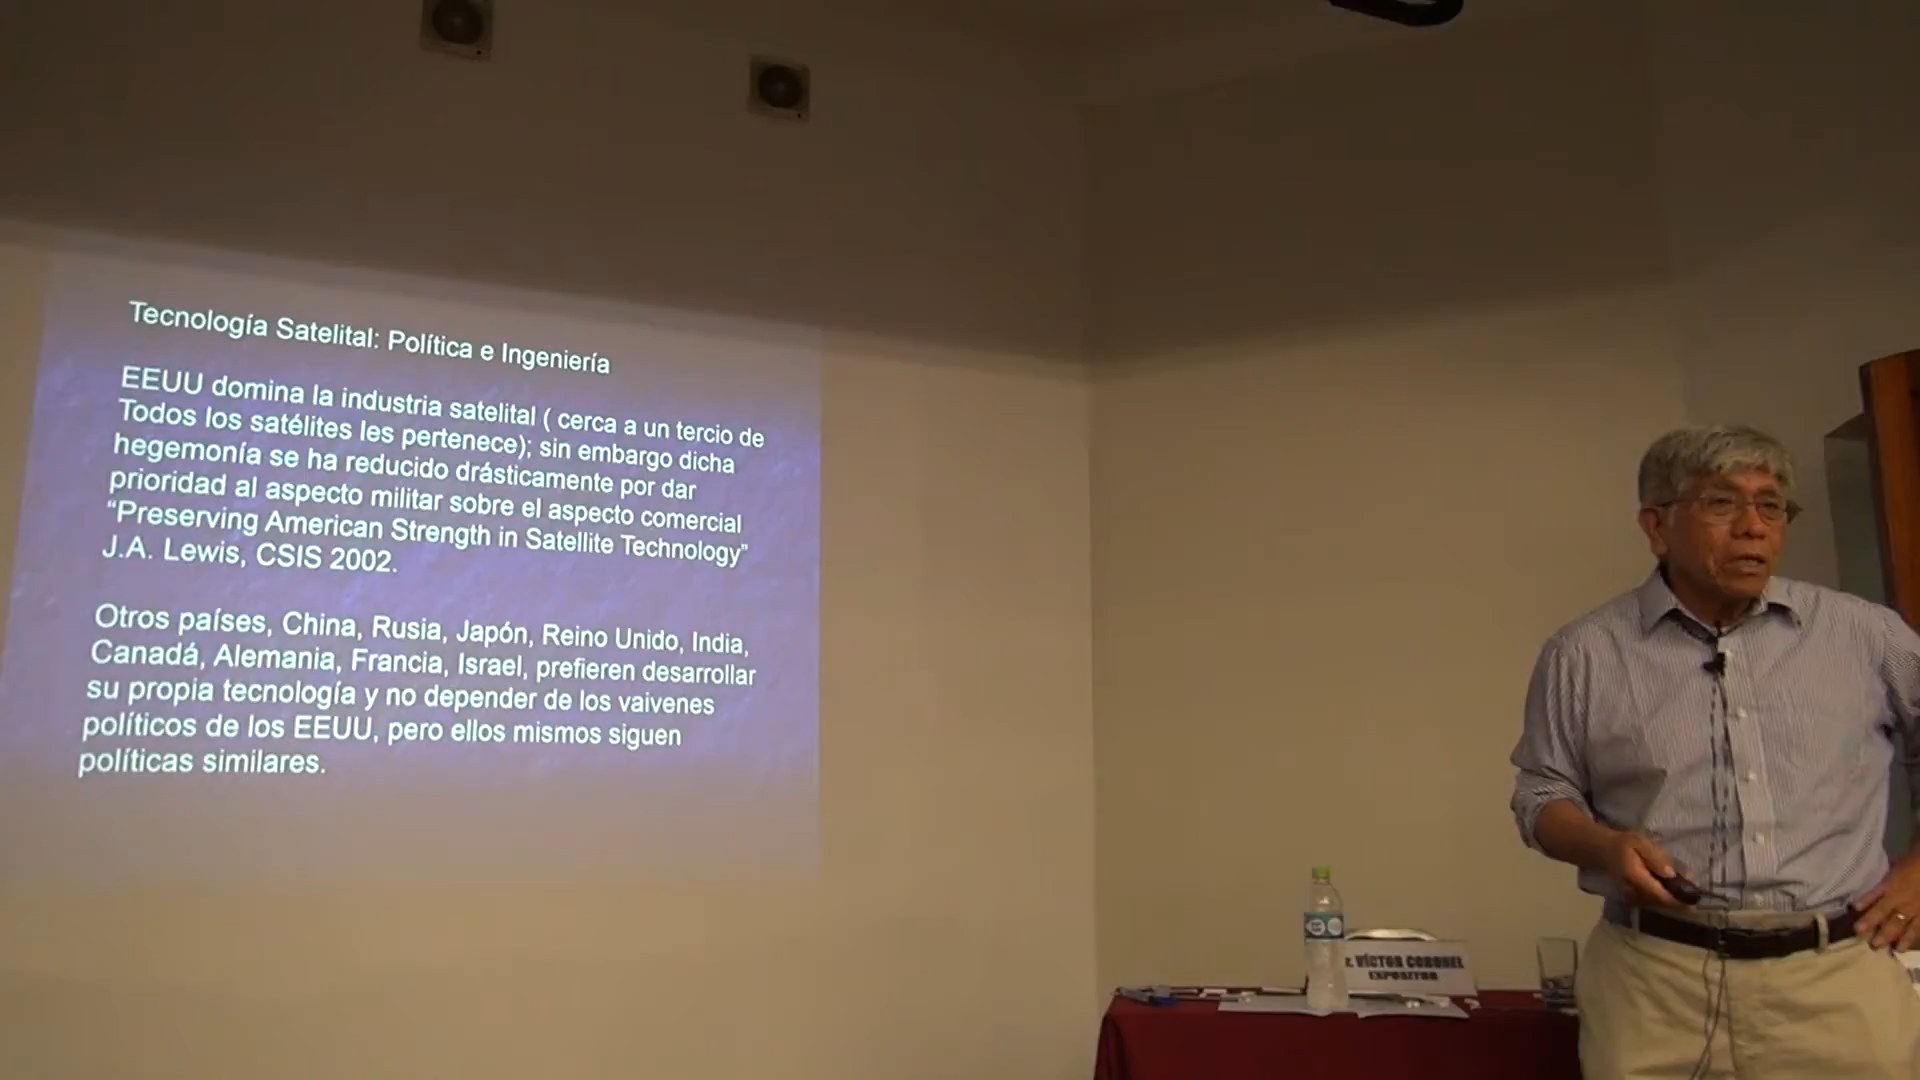 Tecnología Satelital: Política e Ingeniería
EEUU domina la industria satelital ( cerca a un tercio de
Todos los satélites les pertenece); sin embargo dicha
hegemonía se ha reducido drásticamente por dar
prioridad al aspecto militar sobre el aspecto comercial
“Preserving American Strength in Satellite Technology”
J.A. Lewis, CSIS 2002.
Otros países, China, Rusia, Japón, Reino Unido, India,
Canadá, Alemania, Francia, Israel, prefieren desarrollar
su propia tecnología y no depender de los vaivenes
políticos de los EEUU, pero ellos mismos siguen
políticas similares.
VÍCTOR CORONEL
EXPOSITOR